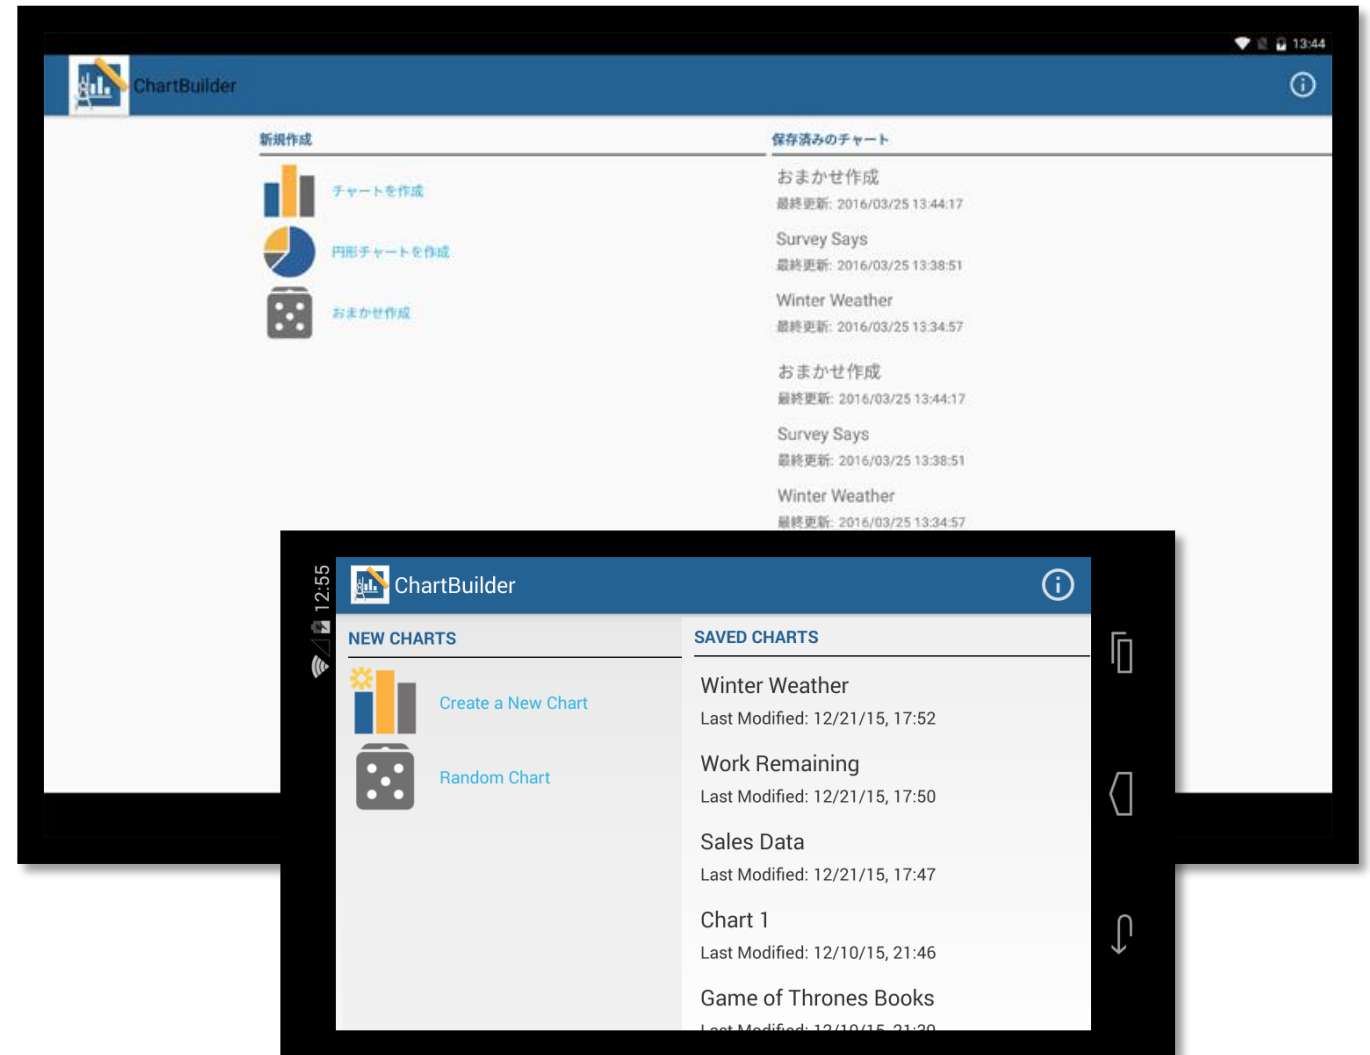 13:44
ChartBuilder
新規作成
チャートを作成
円形チャートを作成
おまかせ作成
保存済みのチャート
おまかせ作成
最終更新: 2016/03/25 13:44:17
Survey Says
最終更新: 2016/03/25 13:38:51
Winter Weather
最終更新: 2016/03/25 13:34:57
おまかせ作成
最終更新: 2016/03/25 13:44:17
Survey Says
最終更新: 2016/03/25 13:38:51
Winter Weather
最終更新: 2016/03/25 13:34:57
12:55
ChartBuilder
NEW CHARTS
Create a New Chart
Random Chart
SAVED CHARTS
Winter Weather
Last Modified: 12/21/15, 17:52
Work Remaining
Last Modified: 12/21/15, 17:50
Sales Data
Last Modified: 12/21/15, 17:47
Chart 1
Last Modified: 12/10/15, 21:46
Game of Thrones Books
Last Modified: 12/10/15, 21:39